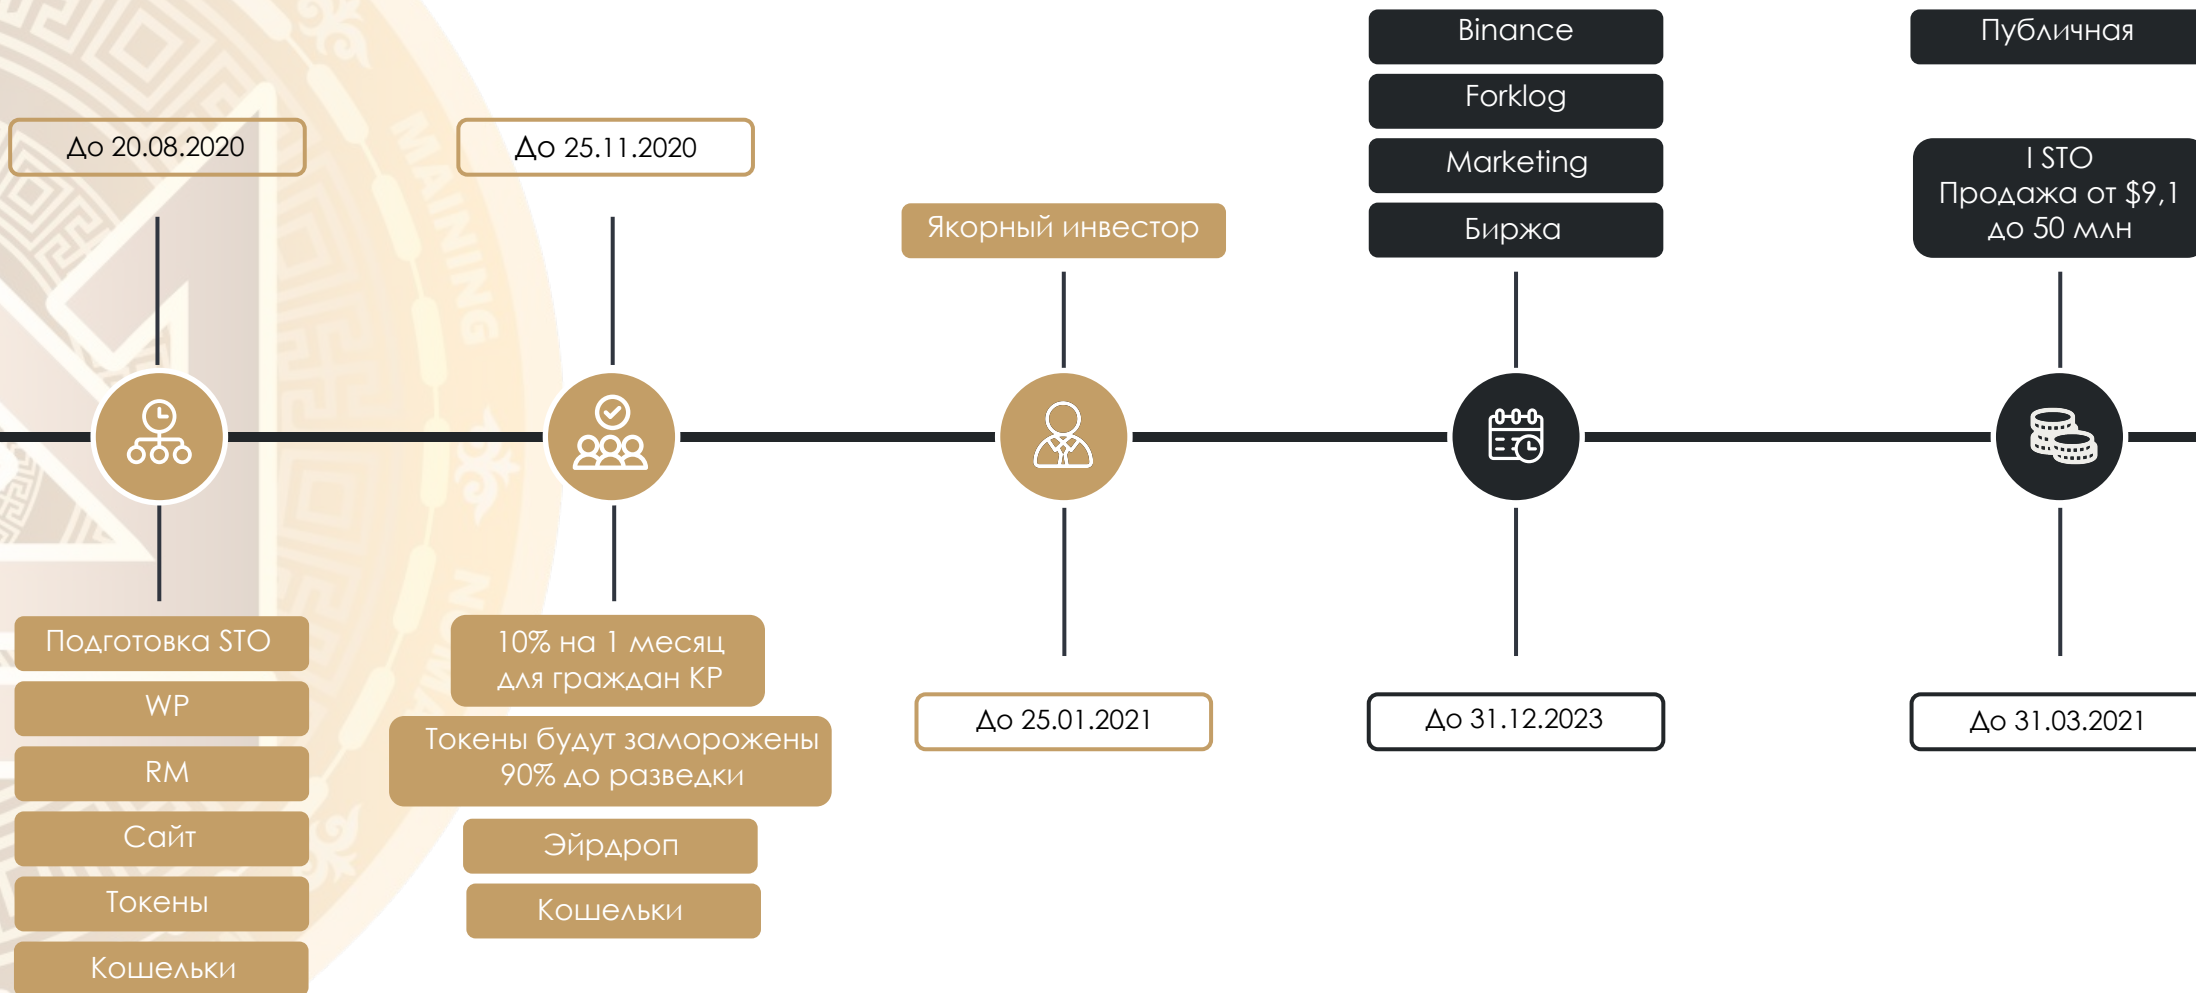 До 20.08.2020
Подготовка STO
WP
RM
Сайт
Токены
Кошельки
До 25.11.2020
10% на 1 месяц
для граждан КР
Токены будут заморожены
90% до разведки
Эйрдроп
Кошельки
Якорный инвестор
До 25.01.2021
Binance
Forklog
Marketing
Биржа
До 31.12.2023
Публичная
I STO
Продажа от $9,1
до 50 млн
До 31.03.2021
MAINING